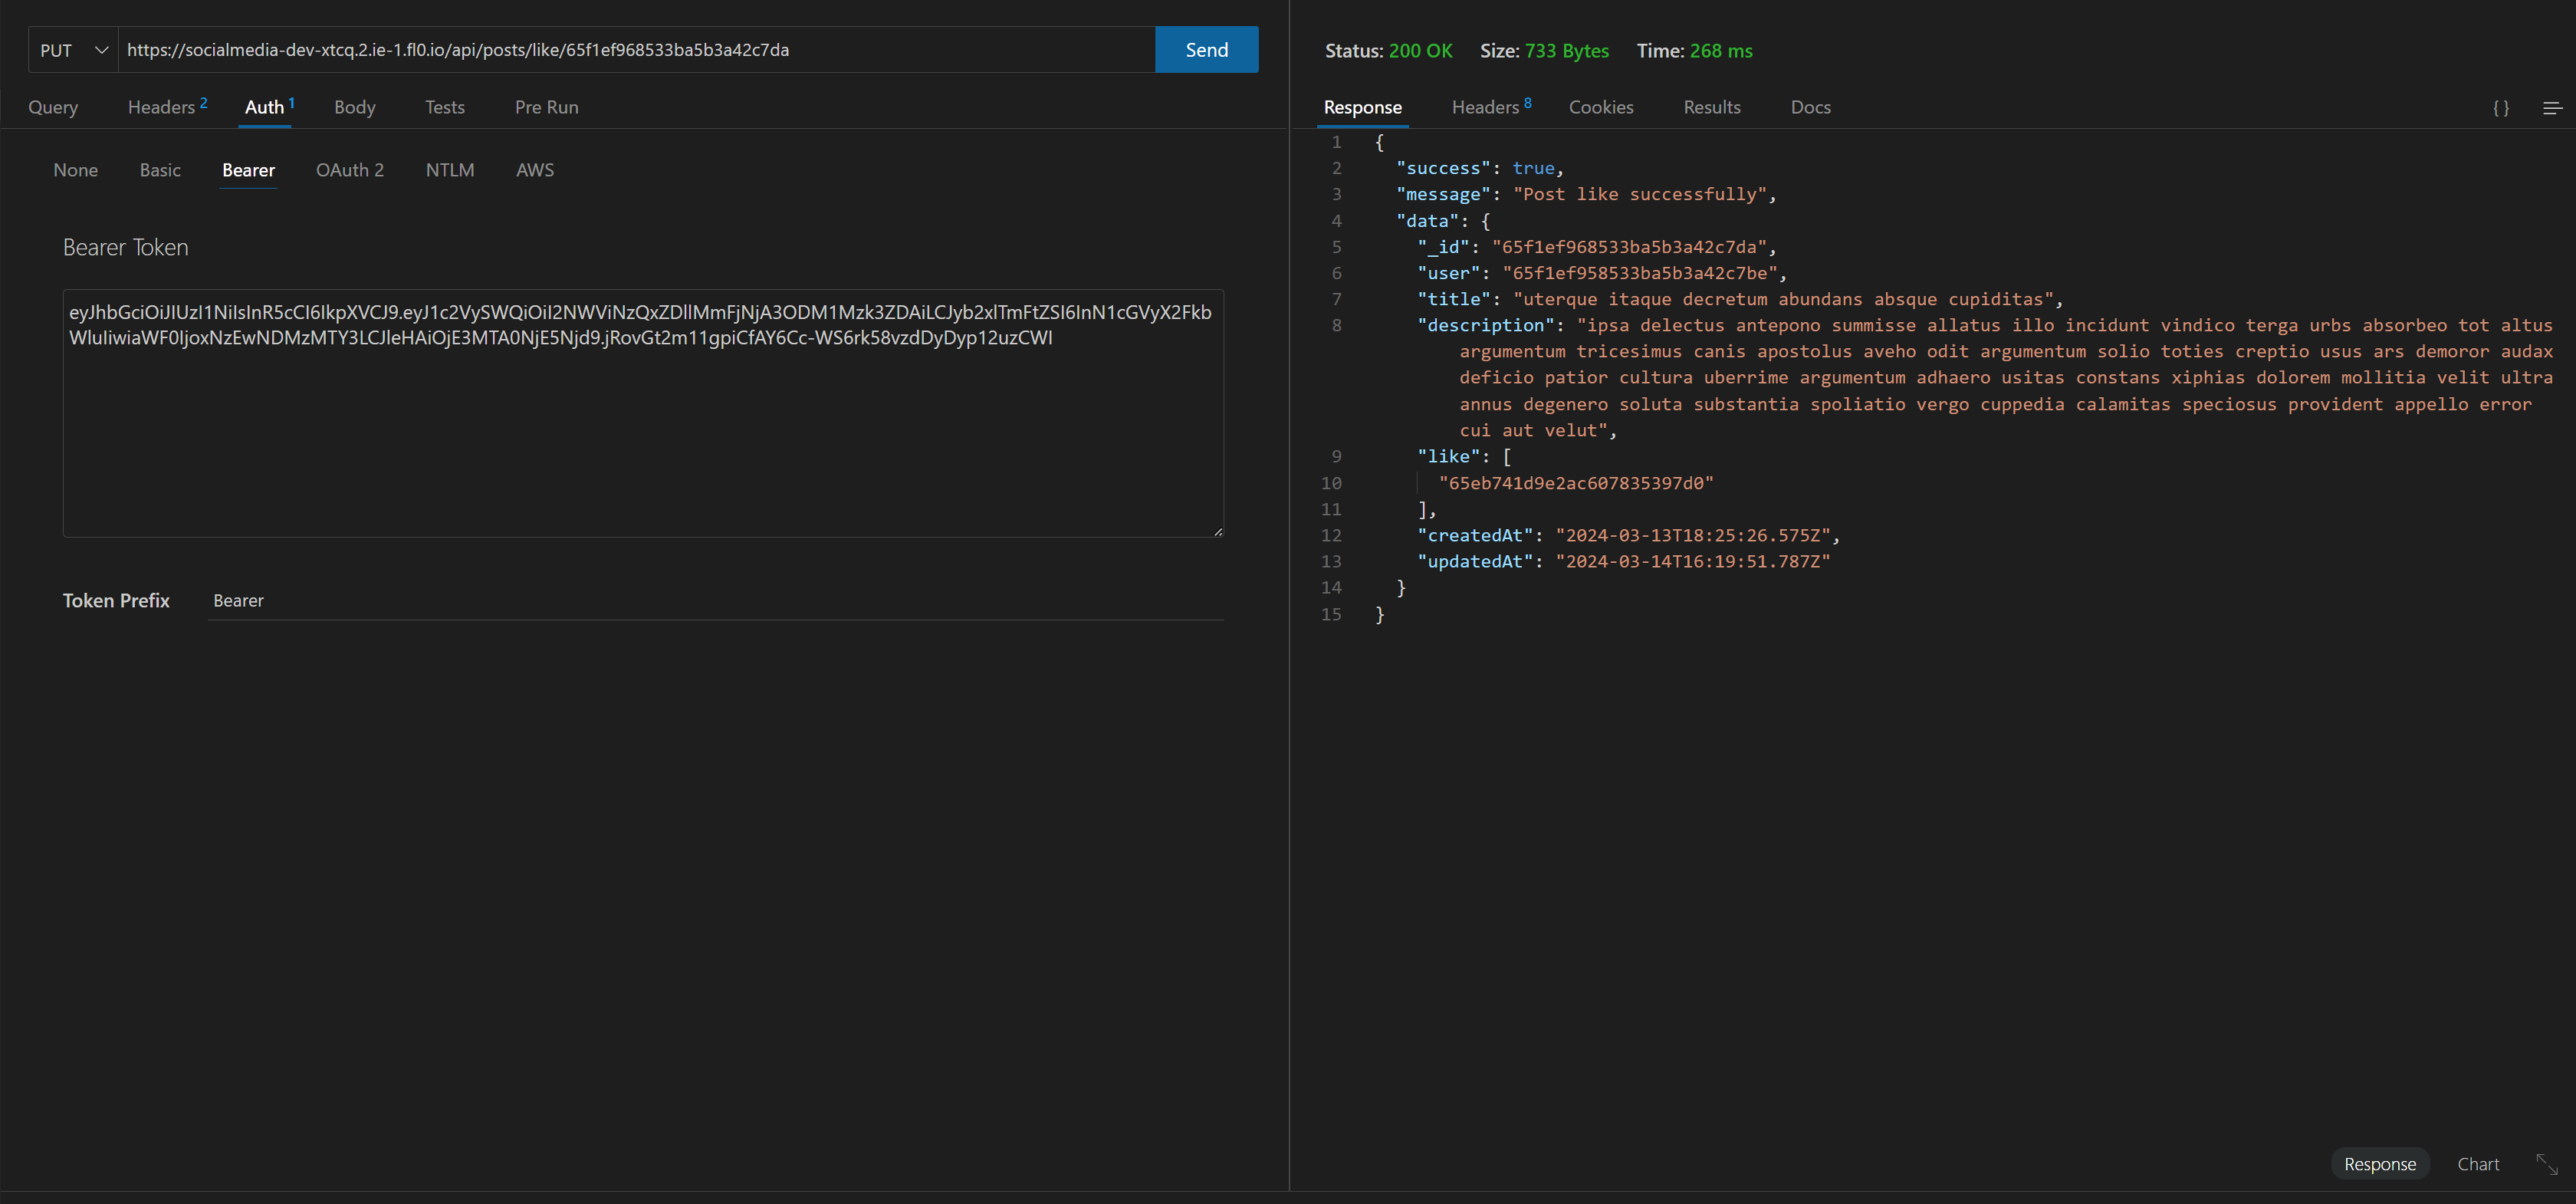 PUT
https://socialmedia-dev-xtcq.2.ie-1.fl0.io/api/posts/like/65f1ef968533ba5b3a42c7da
Send
Query Headers 2 Auth 1 Body Tests Pre Run
None Basic Bearer OAuth 2 NTLM AWS
Bearer Token
eyJhbGciOiJIUzI1NiIsInR5cCI6IkpXVCJ9.eyJ1c2VySWQiOiI2NWViNzQxZDllMmFjNjA3ODM1Mzk3ZDAiLCJyb2xlTmFtZSI6InN1cGVyX2Fkb
WluIiwiaWF0IjoxNzEwNDMzMTY3LCJleHAiOjE3MTA0NjE5Njd9.jRovGt2m11gpiCfAY6Cc-WS6rk58vzdDyDyp12uzCWI
Token Prefix Bearer
Status: 200 OK Size: 733 Bytes Time: 268 ms
Response Headers 8 Cookies Results Docs { }
1 {
2 "success": true,
3 "message": "Post like successfully",
4 "data": {
5 "_id": "65f1ef968533ba5b3a42c7da",
6 "user": "65f1ef958533ba5b3a42c7be",
7 "title": "uterque itaque decretum abundans absque cupiditas",
8 "description": "ipsa delectus antepono summisse allatus illo incidunt vindico terga urbs absorbeo tot altus
argumentum tricesimus canis apostolus aveho odit argumentum solio toties creptio usus ars demoror audax
deficio patior cultura uberrime argumentum adhaero usitas constans xiphias dolorem mollitia velit ultra
annus degenero soluta substantia spoliatio vergo cuppedia calamitas speciosus provident appello error
cui aut velut",
9 "like": [
10 "65eb741d9e2ac607835397d0"
11 ],
12 "createdAt": "2024-03-13T18:25:26.575Z",
13 "updatedAt": "2024-03-14T16:19:51.787Z"
14 }
15 }
Response Chart